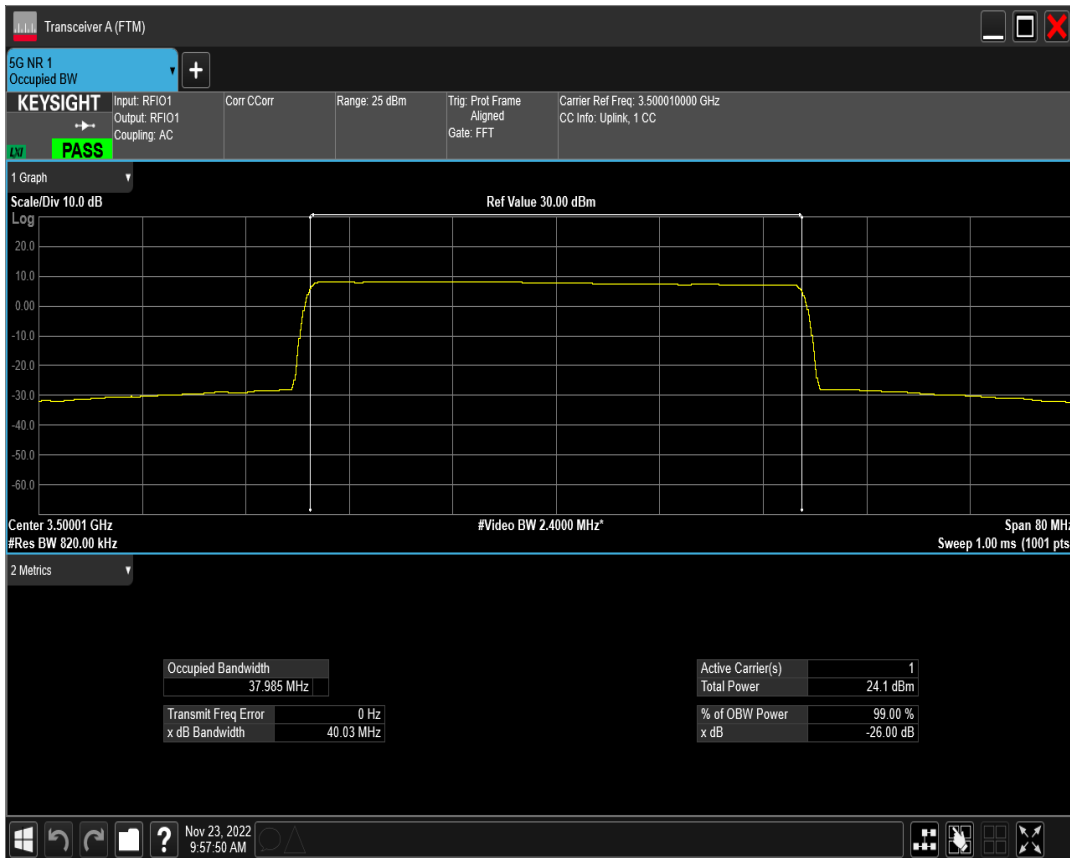 Transceiver A (FTM)
5G NR 1
Occupied BW
+
KEYSIGHT
LXI
PASS
Input: RFIO1
Output: RFIO1
Coupling: AC
Corr CCorr
Range: 25 dBm
Trig: Prot Frame
Aligned
Gate: FFT
Carrier Ref Freq: 3.500010000 GHz
CC Info: Uplink, 1 CC
1 Graph
Scale/Div 10.0 dB
Ref Value 30.00 dBm
Log
20.0
10.0
0.00
-10.0
-20.0
-30.0
-40.0
-50.0
-60.0
Center 3.50001 GHz
#Video BW 2.4000 MHz*
Span 80 MHz
#Res BW 820.00 kHz
Sweep 1.00 ms (1001 pts
2 Metrics
Occupied Bandwidth
37.985 MHz
Transmit Freq Error 0 Hz
x dB Bandwidth 40.03 MHz
Active Carrier(s) 1
Total Power 24.1 dBm
% of OBW Power 99.00 %
x dB -26.00 dB
?
Nov 23, 2022
9:57:50 AM